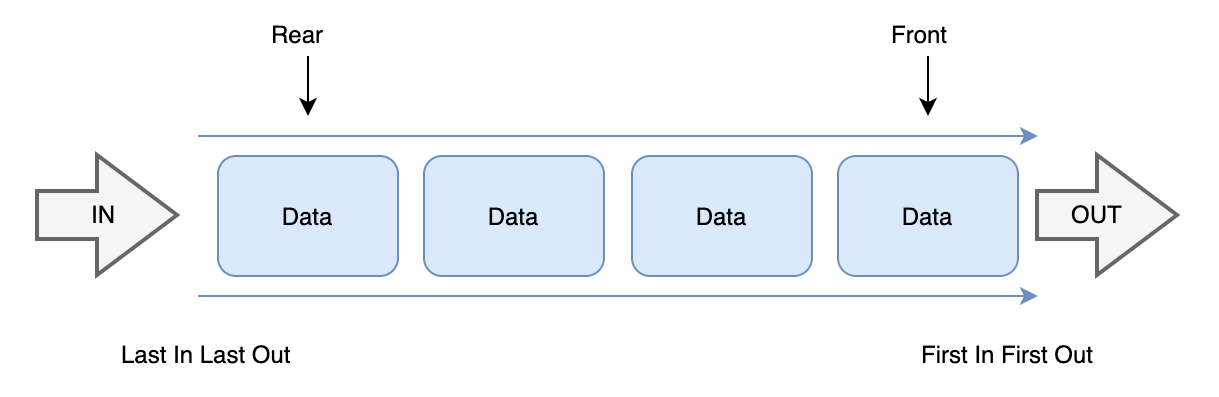 Rear
Front
IN
Data
Data
Data
Data
OUT
Last In Last Out
First In First Out